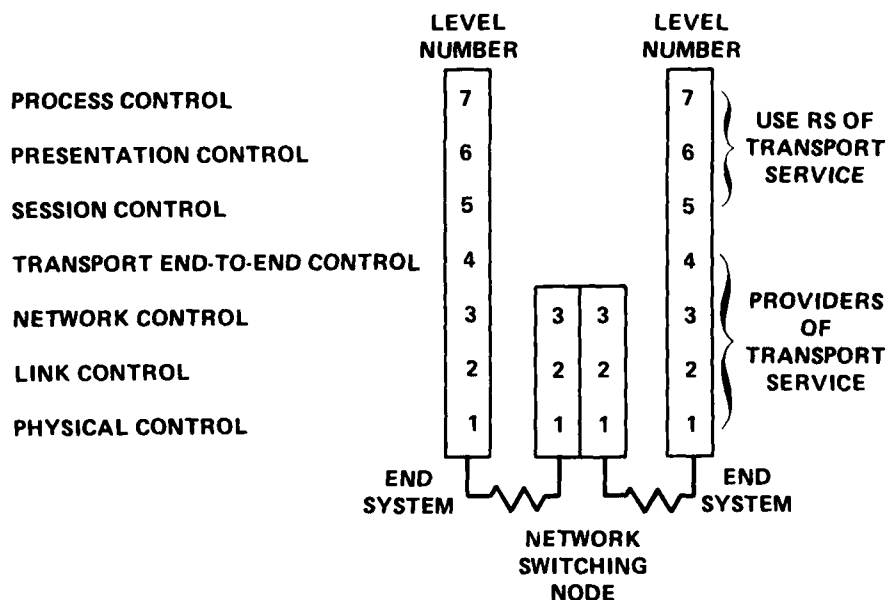 LEVEL NUMBER
LEVEL NUMBER
PROCESS CONTROL 7 7
PRESENTATION CONTROL 6 6
SESSION CONTROL 5 5
USE RS OF
TRANSPORT
SERVICE
TRANSPORT END-TO-END CONTROL 4 4
NETWORK CONTROL 3 3 3 3
LINK CONTROL 2 2 2 2
PHYSICAL CONTROL 1 1 1 1
PROVIDERS
OF
TRANSPORT
SERVICE
END
SYSTEM
END
SYSTEM
NETWORK
SWITCHING
NODE